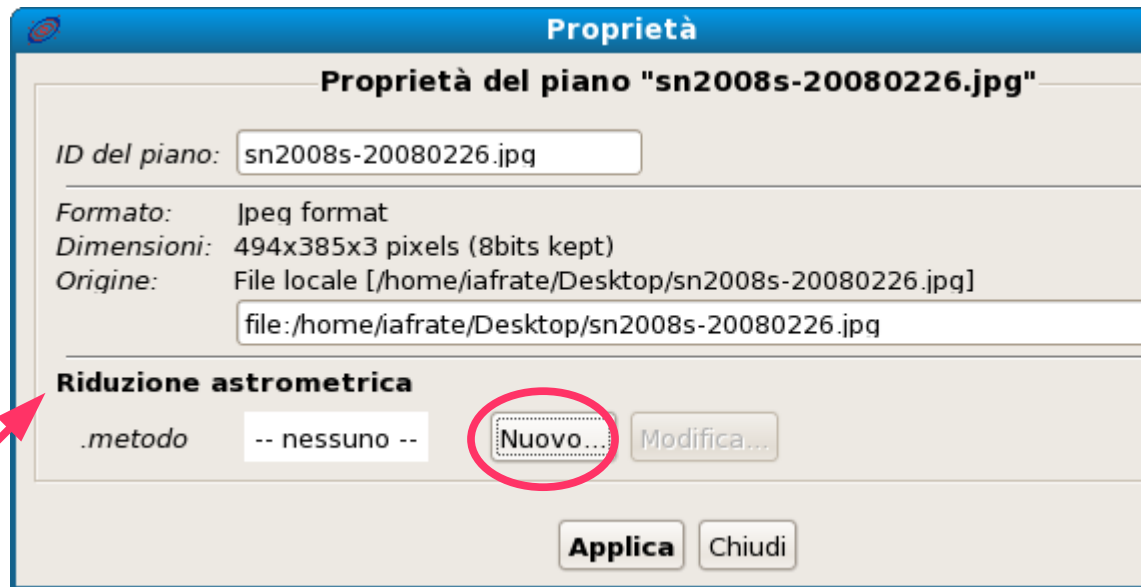 Proprietà
Proprietà del piano "sn2008s-20080226.jpg"
ID del piano: sn2008s-20080226.jpg
Formato: Jpeg format
Dimensioni: 494x385x3 pixels (8bits kept)
Origine: File locale [/home/iafrate/Desktop/sn2008s-20080226.jpg]
file:/home/iafrate/Desktop/sn2008s-20080226.jpg
Riduzione astrometrica
.metodo -- nessuno -- Nuovo... Modifica...
Applica Chiudi